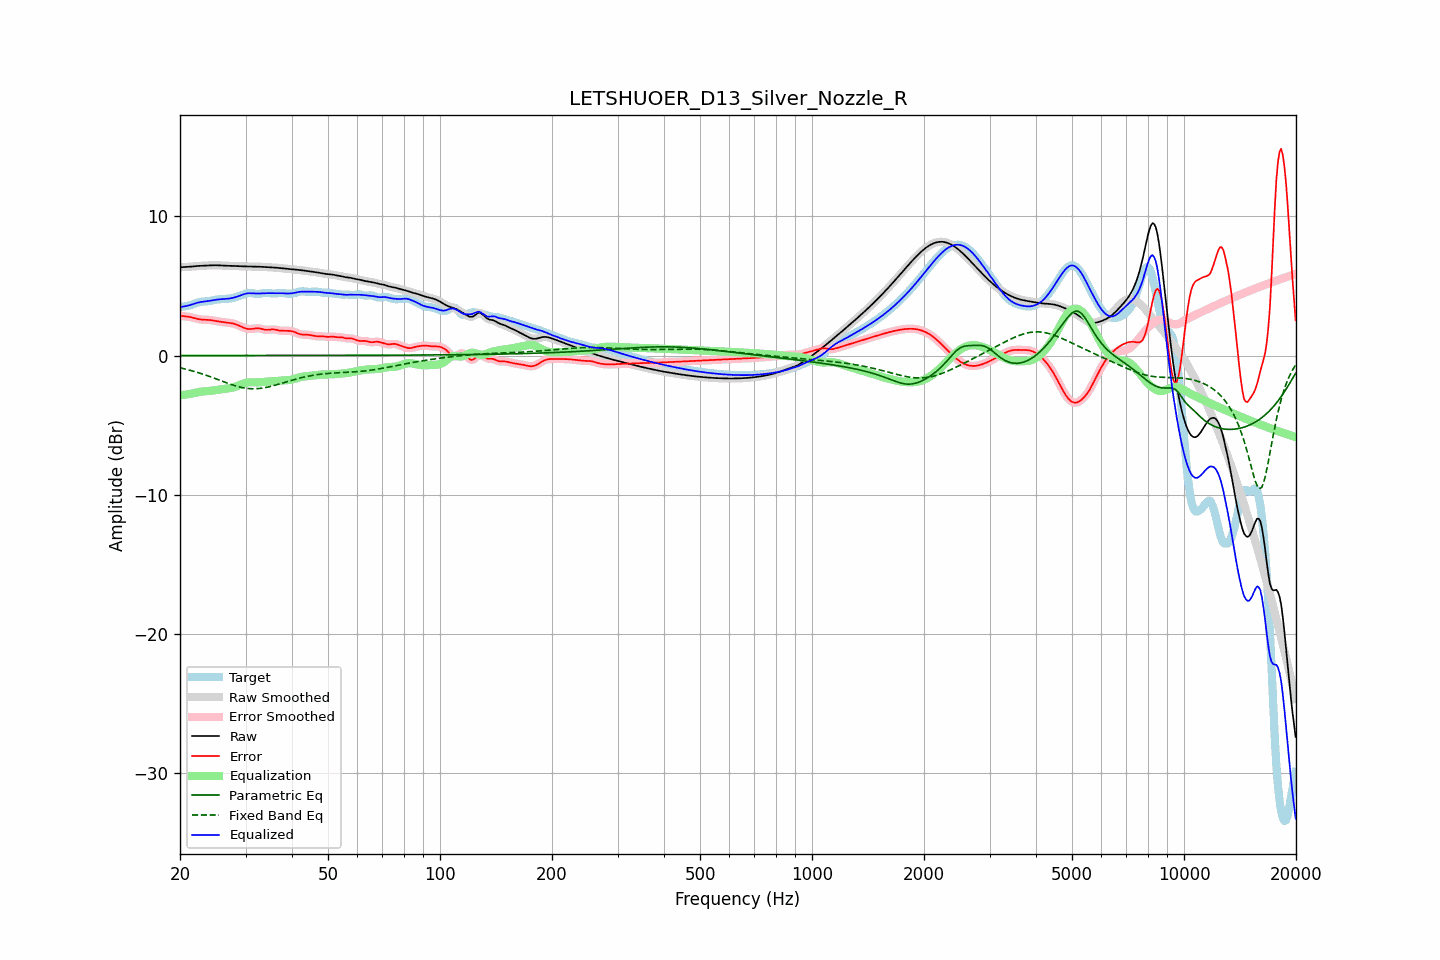 LETSHUOER_D13_Silver_Nozzle_R
Amplitude (dBr)
10
0
−10
−20
−30
Target
Raw Smoothed
Error Smoothed
Raw
Error
Equalization
Parametric Eq
Fixed Band Eq
Equalized
20 50 100 200 500 1000 2000 5000 10000 20000
Frequency (Hz)